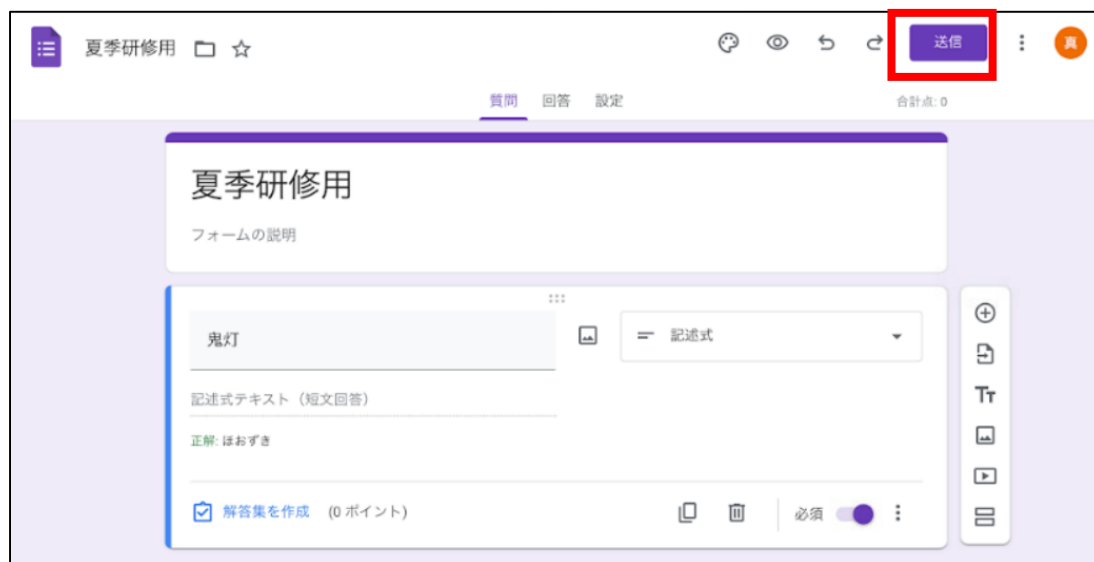 夏季研修用
送信
真
質問 回答 設定
合計点: 0
夏季研修用
フォームの説明
鬼灯
記述式
記述式テキスト（短文回答）
正解: ほおずき
解答集を作成 (0 ポイント)
必須
Tт